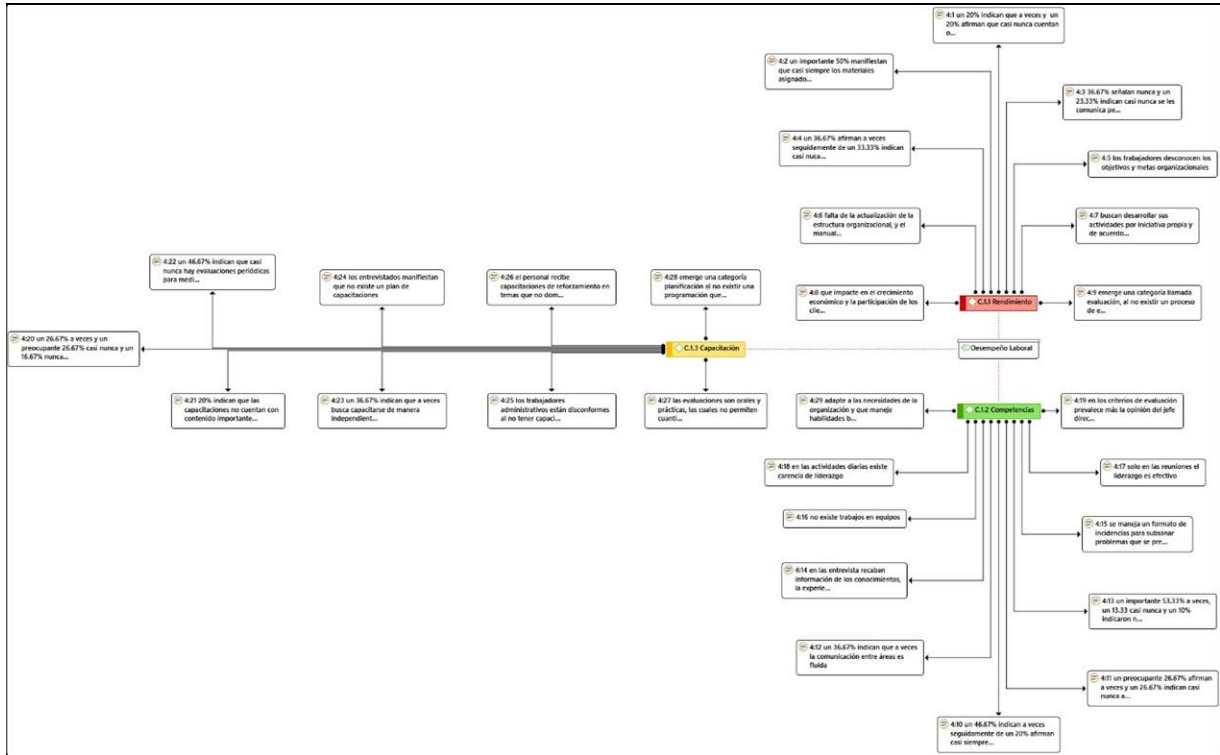 4:1 un 20% indican que a veces y un
20% afirman que casi nunca cuentan
o...
4:2 un importante 50% manifiestan
que casi siempre los materiales
asignado...
4:3 36.67% señalan nunca y un
23.33% indican casi nunca se les
comunica pe...
4:4 un 36.67% afirman a veces
seguidamente de un 33.33% indican
casi nuca...
4:5 los trabajadores desconocen los
objetivos y metas organizacionales
4:6 falta de la actualización de la
estructura organizacional, y el
manual...
4:7 buscan desarrollar sus
actividades por iniciativa propia y
de acuerdo...
4:22 un 46.67% indican que casi
nunca hay evaluaciones periódicas
para medi...
4:24 los entrevistados manifiestan
que no existe un plan de
capacitaciones
4:26 el personal recibe
capacitaciones de reforzamiento en
temas que no dom...
4:28 emerge una categoría
planificación al no existir una
programación que...
4:8 que impacte en el crecimiento
económico y la participación de los
clie...
C.1.1 Rendimiento
4:9 emerge una categoría llamada
evaluación, al no existir un proceso
de e...
4:20 un 26.67% a veces y un
preocupante 26.67% casi nunca y un
16.67% nunca...
C.1.3 Capacitación
Desempeño Laboral
4:21 20% indican que las
capacitaciones no cuentan con
contenido importante...
4:23 un 36.67% indican que a veces
busca capacitarse de manera
independient...
4:25 los trabajadores
administrativos están disconformes
al no tener capaci...
4:27 las evaluaciones son orales y
prácticas, las cuales no permiten
cuanti...
4:29 adapte a las necesidades de la
organización y que maneje
habilidades b...
C.1.2 Competencias
4:19 en los criterios de evaluación
prevalece más la opinión del jefe
direc...
4:18 en las actividades diarias existe
carencia de liderazgo
4:17 solo en las reuniones el
liderazgo es efectivo
4:16 no existe trabajos en equipos
4:15 se maneja un formato de
incidencias para subsanar
problemas que se pre...
4:14 en las entrevista recaban
información de los conocimientos,
la experie...
4:13 un importante 53.33% a veces,
un 13.33 casi nunca y un 10%
indicaron n...
4:12 un 36.67% indican que a veces
la comunicación entre áreas es
fluida
4:11 un preocupante 26.67% afirman
a veces y un 26.67% indican casi
nunca a...
4:10 un 46.67% indican a veces
seguidamente de un 20% afirman
casi siempre...